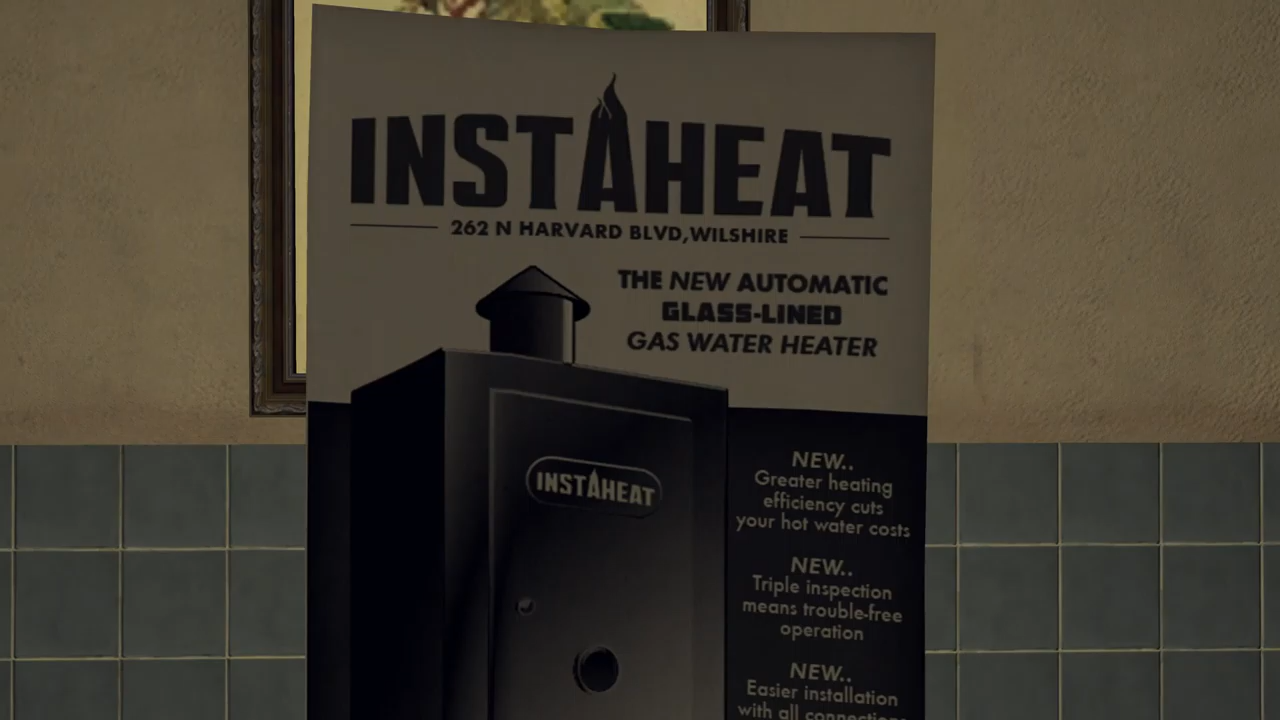 INSTAHEAT
262 N HARVARD BLVD, WILSHIRE
THE NEW AUTOMATIC
GLASS-LINED
GAS WATER HEATER
INSTAHEAT
NEW..
Greater heating
efficiency cuts
your hot water costs
NEW..
Triple inspection
means trouble-free
operation
NEW..
Easier installation
with all connections